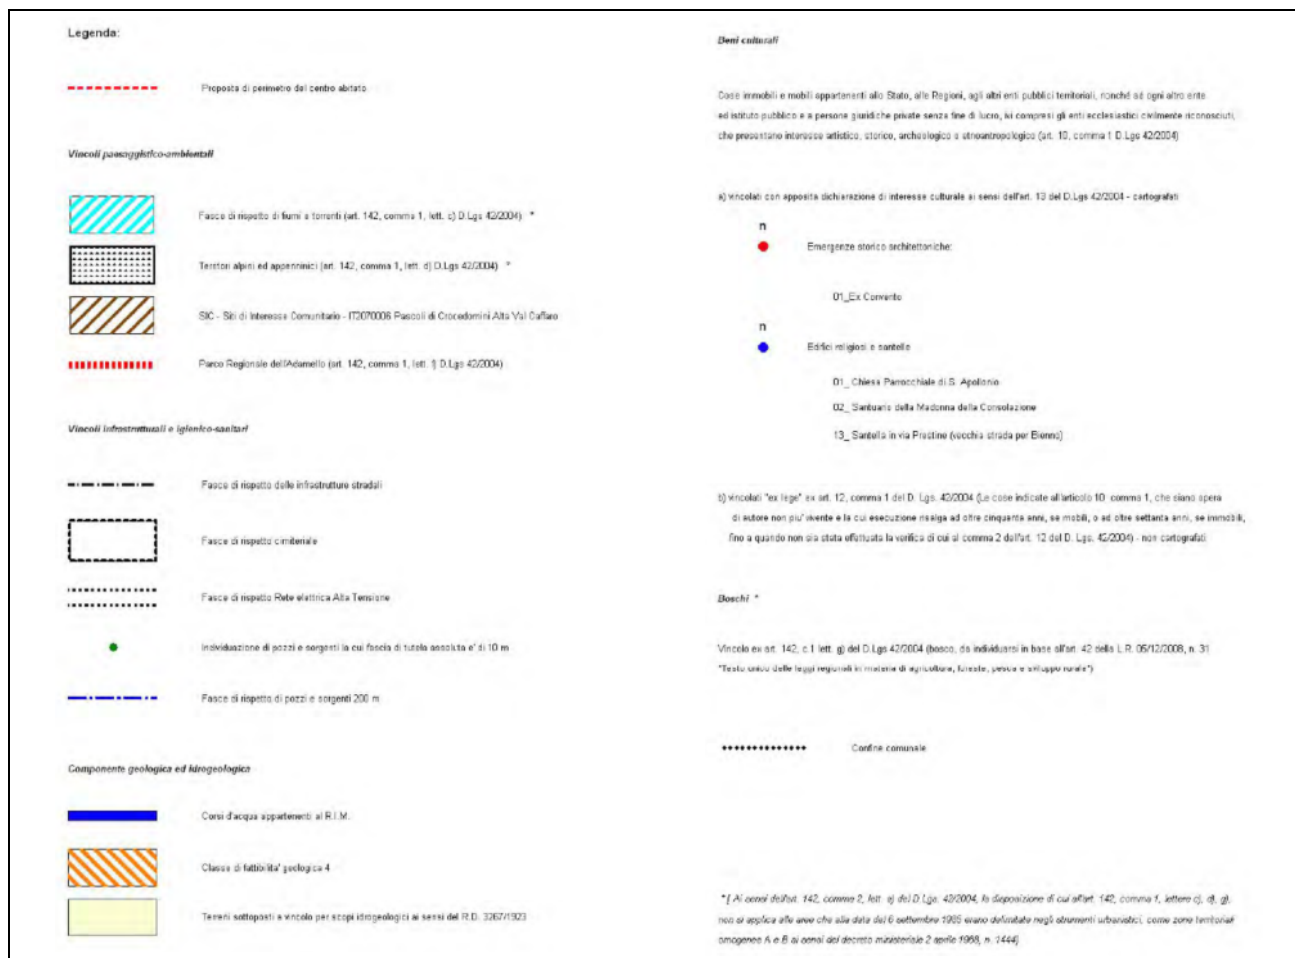 Legenda:
Proposta di perimetro del centro abitato
Vincoli paesaggistico-ambientali
Fasce di rispetto di fiumi e torrenti (art. 142, comma 1, lett. c) D.Lgs 42/2004) *
Territori alpini ed appenninici (art. 142, comma 1, lett. d) D.Lgs 42/2004) *
SIC - Siti di Interesse Comunitario - IT2070006 Pascoli di Crocedomini Alta Val Caffaro
Parco Regionale dell'Adamello (art. 142, comma 1, lett. f) D.Lgs 42/2004)
Vincoli infrastrutturali e igienico-sanitari
Fasce di rispetto delle infrastrutture stradali
Fasce di rispetto cimiteriale
Fasce di rispetto Rete elettrica Alta Tensione
Individuazione di pozzi e sorgenti la cui fascia di tutela assoluta e' di 10 m
Fasce di rispetto di pozzi e sorgenti 200 m
Componente geologica ed idrogeologica
Corsi d'acqua appartenenti al R.I.M.
Classe di fattibilita' geologica 4
Terreni sottoposti a vincolo per scopi idrogeologici ai sensi del R.D. 3267/1923
Beni culturali
Cose immobili e mobili appartenenti allo Stato, alle Regioni, agli altri enti pubblici territoriali, nonché ad ogni altro ente
ed istituto pubblico e a persone giuridiche private senza fine di lucro, ivi compresi gli enti ecclesiastici civilmente riconosciuti,
che presentano interesse artistico, storico, archeologico o etnoantropologico (art. 10, comma 1 D.Lgs 42/2004)
a) vincolati con apposita dichiarazione di interesse culturale ai sensi dell'art. 13 del D.Lgs 42/2004 - cartografati
n
Emergenze storico architettoniche:
01_Ex Convento
n
Edifici religiosi e santelle
01_ Chiesa Parrocchiale di S. Apollonio
02_ Santuario della Madonna della Consolazione
13_ Santella in via Prestine (vecchia strada per Bienno)
b) vincolati "ex lege" ex art. 12, comma 1 del D. Lgs. 42/2004 (Le cose indicate all'articolo 10 comma 1, che siano opera
di autore non piu' vivente e la cui esecuzione risalga ad oltre cinquanta anni, se mobili, o ad oltre settanta anni, se immobili,
fino a quando non sia stata effettuata la verifica di cui al comma 2 dell'art. 12 del D. Lgs. 42/2004) - non cartografati
Boschi *
Vincolo ex art. 142, c.1 lett. g) del D.Lgs 42/2004 (bosco, da individuarsi in base all'art. 42 della L.R. 05/12/2008, n. 31
"Testo unico delle leggi regionali in materia di agricoltura, foreste, pesca e sviluppo rurale")
Confine comunale
*[ Ai sensi dell'art. 142, comma 2, lett. a) del D.Lgs. 42/2004, la disposizione di cui all'art. 142, comma 1, lettere c), d), g),
non si applica alle aree che alla data del 6 settembre 1985 erano delimitate negli strumenti urbanistici, come zone territoriali
omogenee A e B ai sensi del decreto ministeriale 2 aprile 1968, n. 1444]